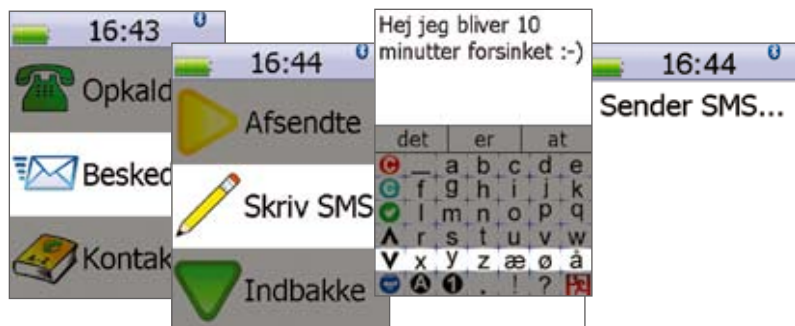 16:43
Opkald
Besked
Kontak
16:44
Afsendte
Skriv SMS
Indbakke
Hej jeg bliver 10
minutter forsinket :-)
det er at
C _ a b c d e
C f g h i j k
l m n o p q
r s t u v w
x y z æ ø å
A 1 . ! ?
16:44
Sender SMS...